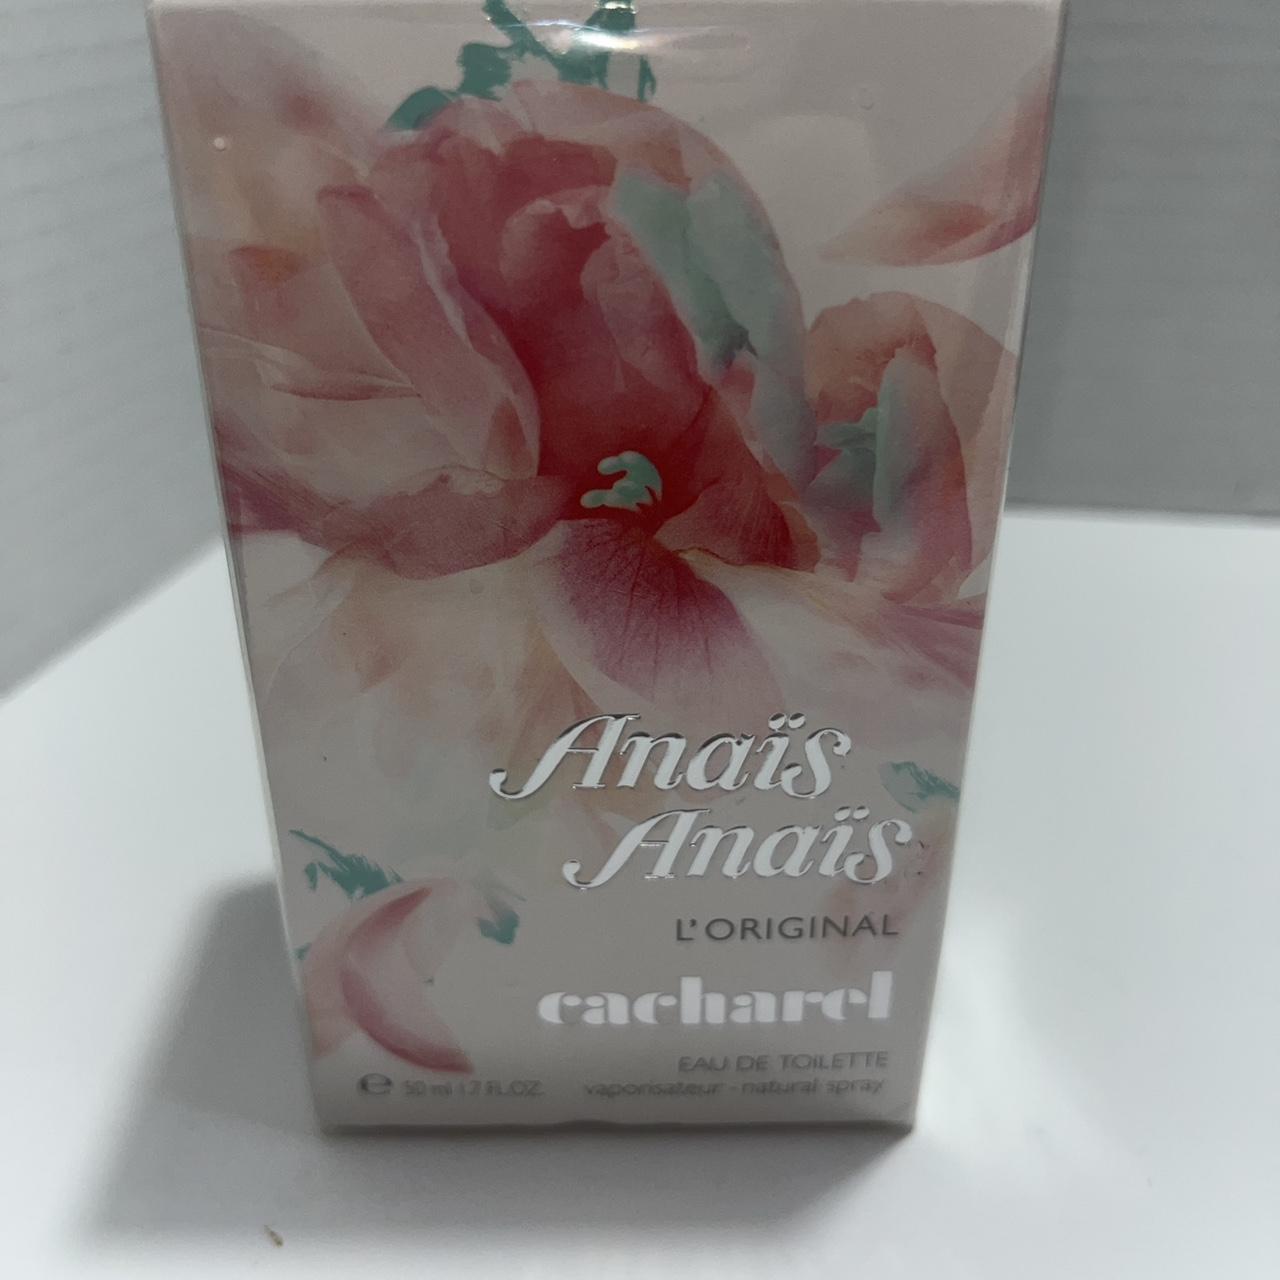 Anaïs
Anaïs
L'ORIGINAL
cacharel
EAU DE TOILETTE
e 50 ml 1.7 FL.OZ. vaporisateur - natural spray